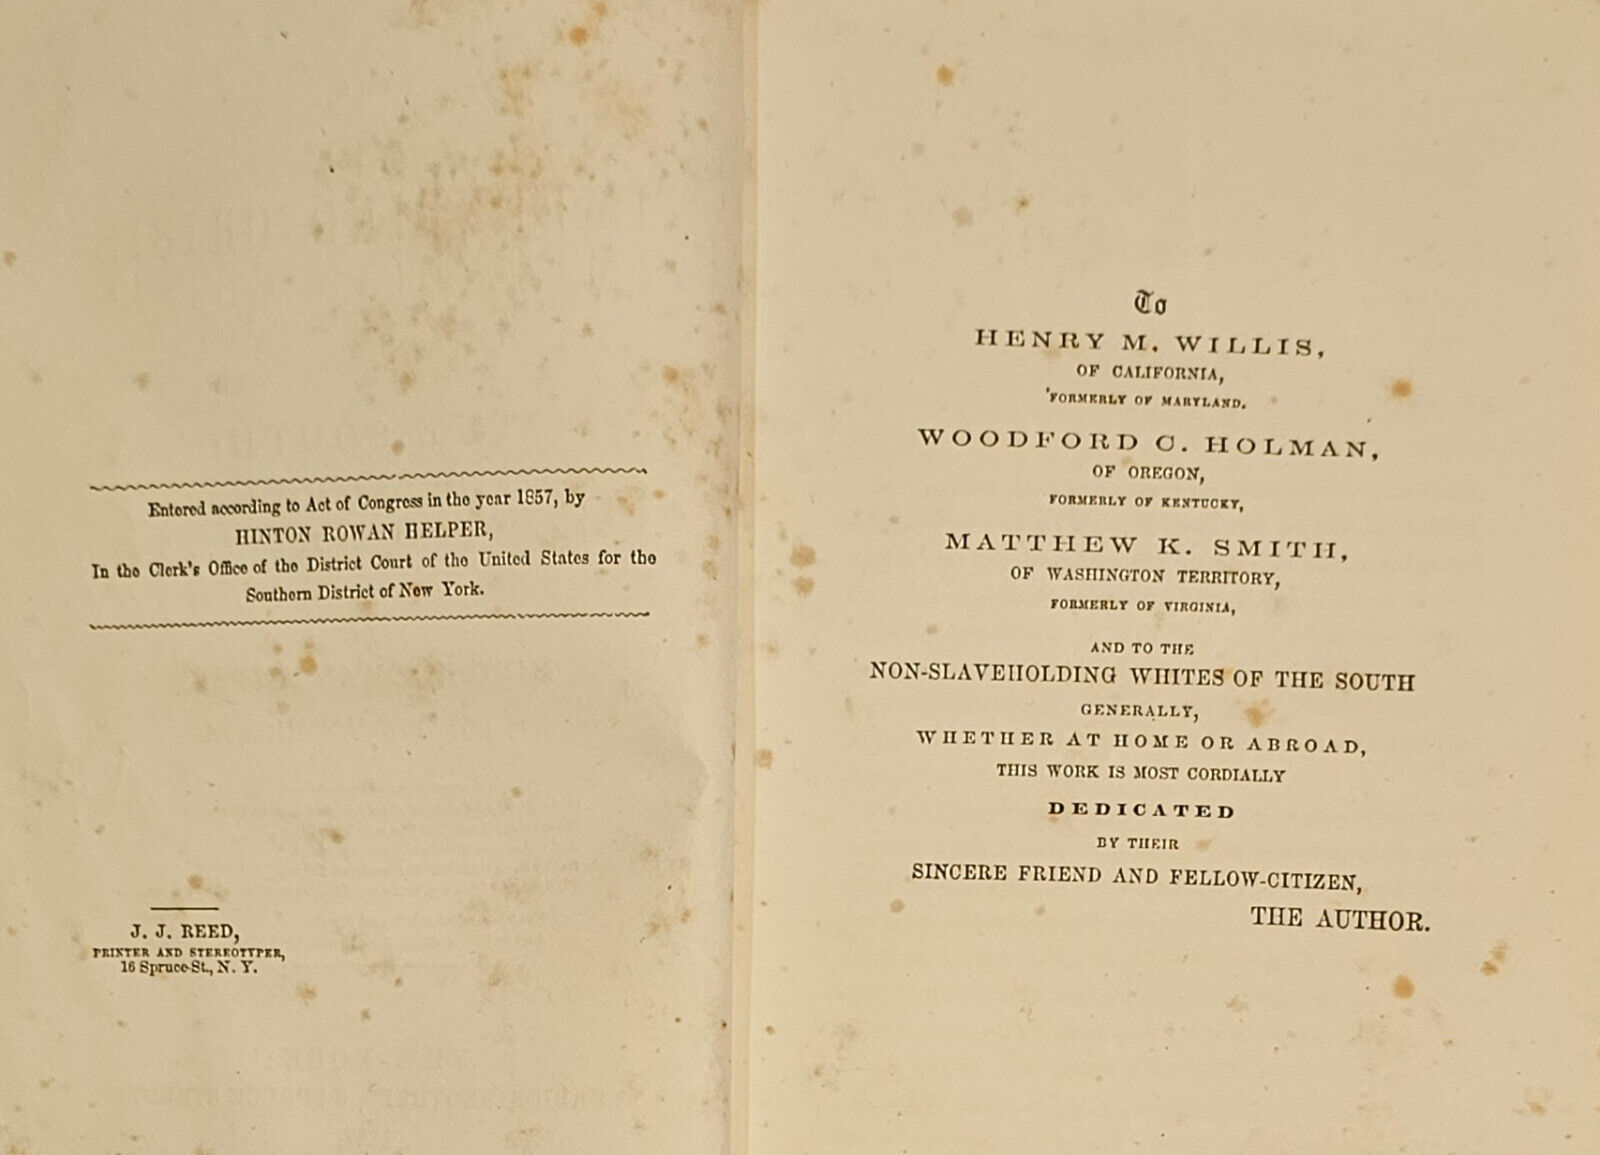 Entered according to Act of Congress in the year 1857, by
HINTON ROWAN HELPER,
In the Clerk's Office of the District Court of the United States for the
Southern District of New York.
J. J. REED,
PRINTER AND STEREOTYPER,
16 Spruce-St., N. Y.
To
HENRY M. WILLIS,
OF CALIFORNIA,
FORMERLY OF MARYLAND.
WOODFORD C. HOLMAN,
OF OREGON,
FORMERLY OF KENTUCKY,
MATTHEW K. SMITH,
OF WASHINGTON TERRITORY,
FORMERLY OF VIRGINIA,
AND TO THE
NON-SLAVEHOLDING WHITES OF THE SOUTH
GENERALLY,
WHETHER AT HOME OR ABROAD,
THIS WORK IS MOST CORDIALLY
DEDICATED
BY THEIR
SINCERE FRIEND AND FELLOW-CITIZEN,
THE AUTHOR.